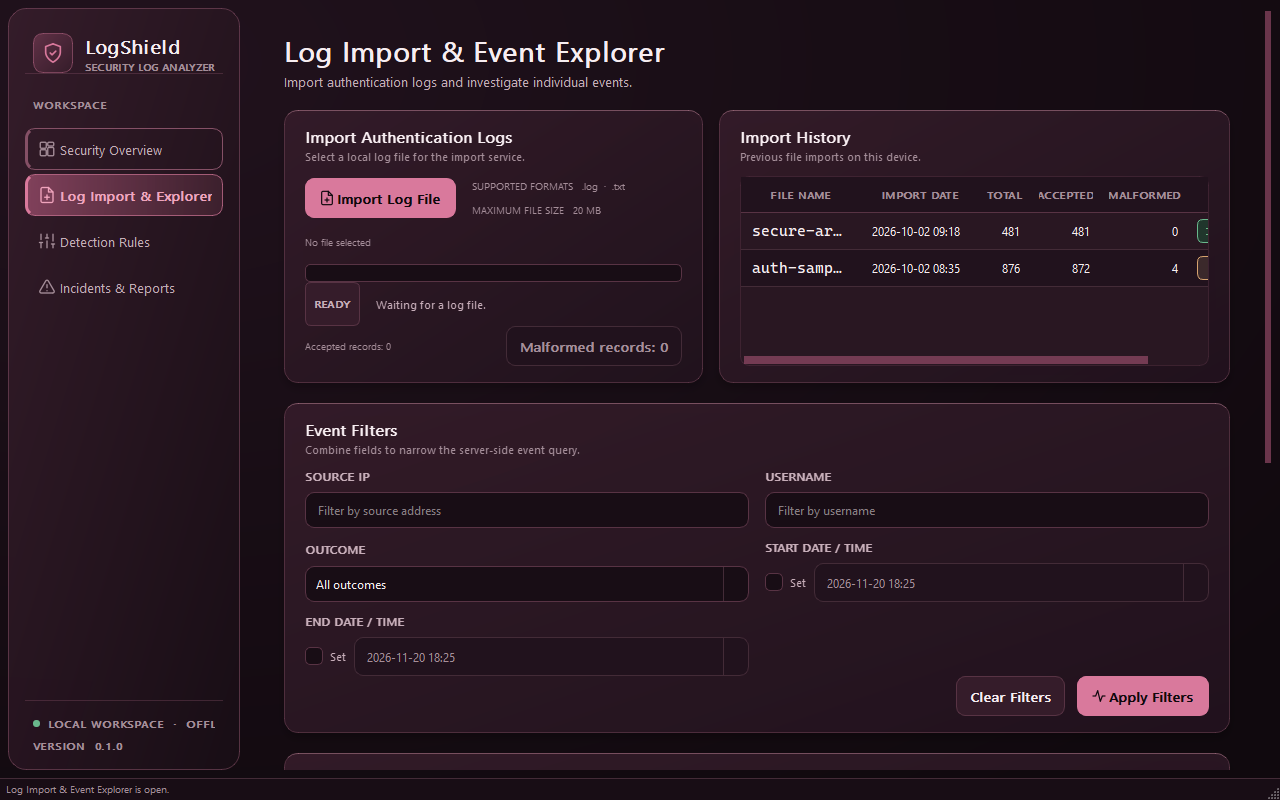 LogShield
SECURITY LOG ANALYZER
WORKSPACE
Security Overview
Log Import & Explorer
Detection Rules
Incidents & Reports
LOCAL WORKSPACE · OFFL
VERSION 0.1.0
Log Import & Event Explorer
Import authentication logs and investigate individual events.
Import Authentication Logs
Select a local log file for the import service.
Import Log File
SUPPORTED FORMATS .log · .txt
MAXIMUM FILE SIZE 20 MB
No file selected
READY
Waiting for a log file.
Accepted records: 0
Malformed records: 0
Import History
Previous file imports on this device.
FILE NAME IMPORT DATE TOTAL ACCEPTED MALFORMED
secure-ar… 2026-10-02 09:18 481 481 0
auth-samp… 2026-10-02 08:35 876 872 4
Event Filters
Combine fields to narrow the server-side event query.
SOURCE IP
Filter by source address
USERNAME
Filter by username
OUTCOME
All outcomes
START DATE / TIME
Set 2026-11-20 18:25
END DATE / TIME
Set 2026-11-20 18:25
Clear Filters
Apply Filters
Log Import & Event Explorer is open.